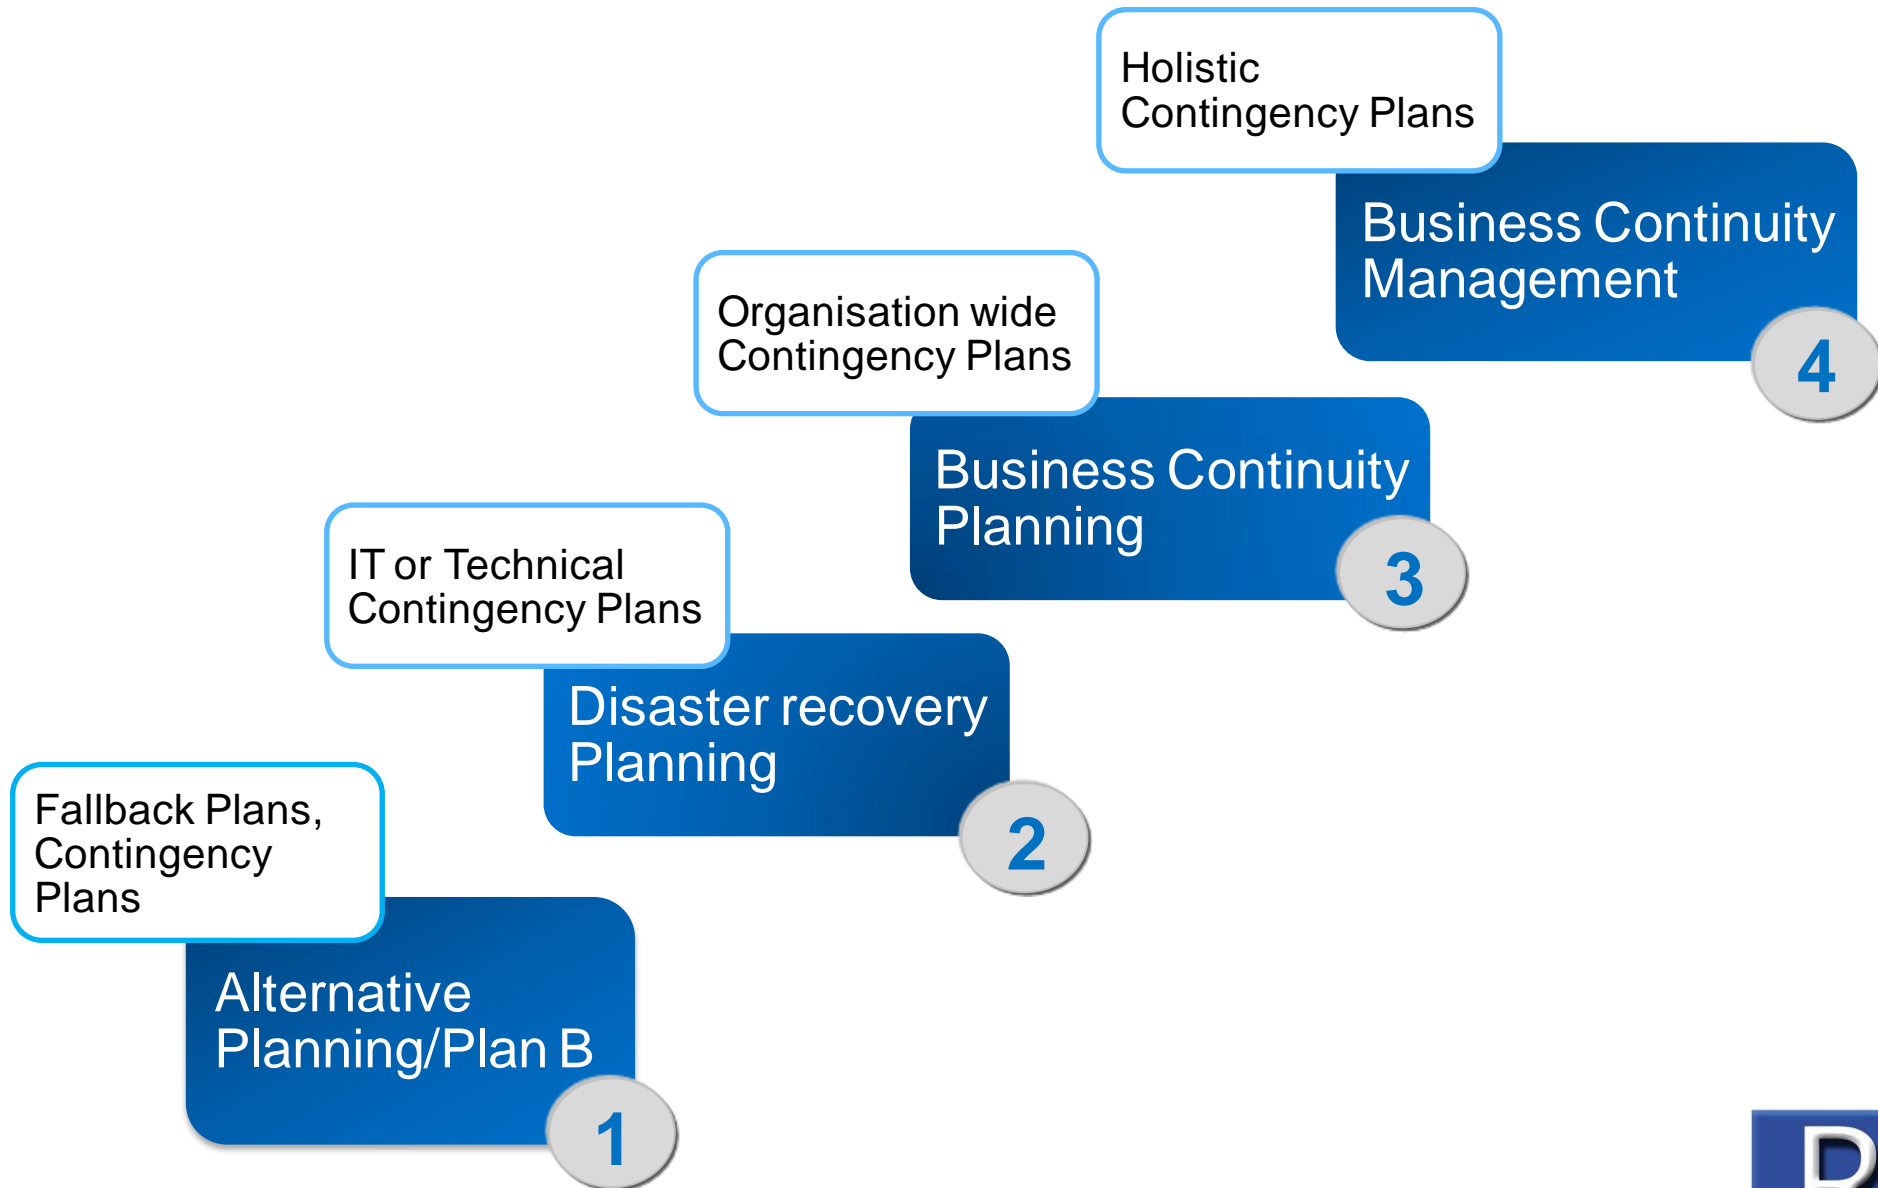 Holistic
Contingency Plans
Business Continuity
Management
4
Organisation wide
Contingency Plans
Business Continuity
Planning
3
IT or Technical
Contingency Plans
Disaster recovery
Planning
2
Fallback Plans,
Contingency
Plans
Alternative
Planning/Plan B
1